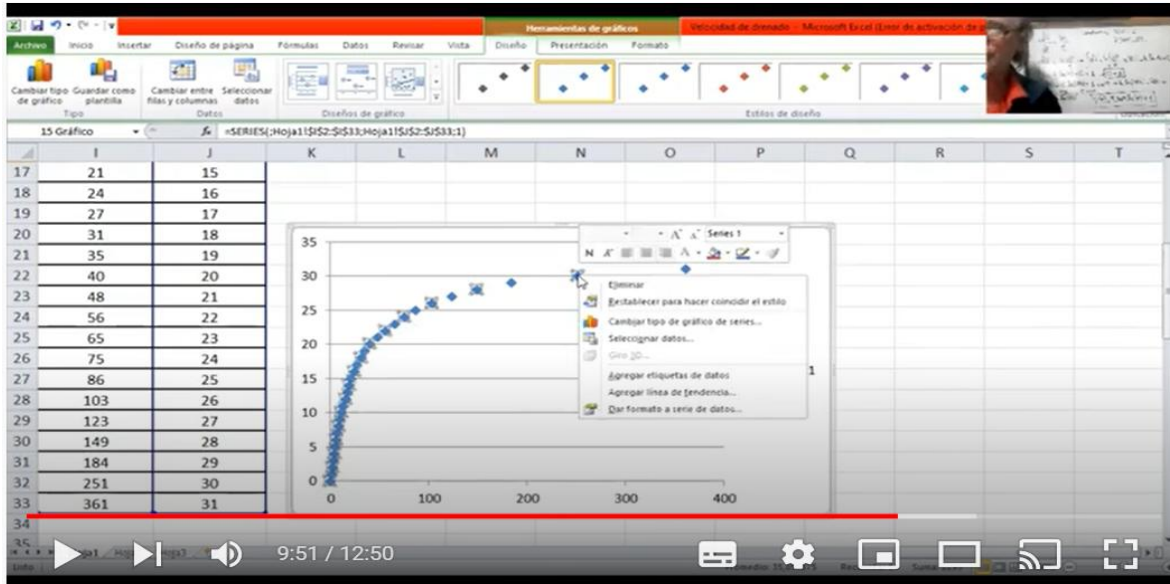 Herramientas de gráficos
Velocidad de drenado - Microsoft Excel (Error de activación de p
Archivo Inicio Insertar Diseño de página Fórmulas Datos Revisar Vista Diseño Presentación Formato
Cambiar tipo de gráfico Guardar como plantilla Cambiar entre filas y columnas Seleccionar datos
Tipo Datos Diseños de gráfico Estilos de diseño
15 Gráfico fx =SERIES(;Hoja1!$I$2:$I$33;Hoja1!$J$2:$J$33;1)
I J K L M N O P Q R S T
17 21 15
18 24 16
19 27 17
20 31 18
21 35 19
22 40 20
23 48 21
24 56 22
25 65 23
26 75 24
27 86 25
28 103 26
29 123 27
30 149 28
31 184 29
32 251 30
33 361 31
34
35
35
30
25
20
15
10
5
0
0 100 200 300 400
Series 1
N K A
Eliminar
Restablecer para hacer coincidir el estilo
Cambiar tipo de gráfico de series...
Seleccionar datos...
Giro 3D...
Agregar etiquetas de datos
Agregar línea de tendencia...
Dar formato a serie de datos...
1
9:51 / 12:50
Listo